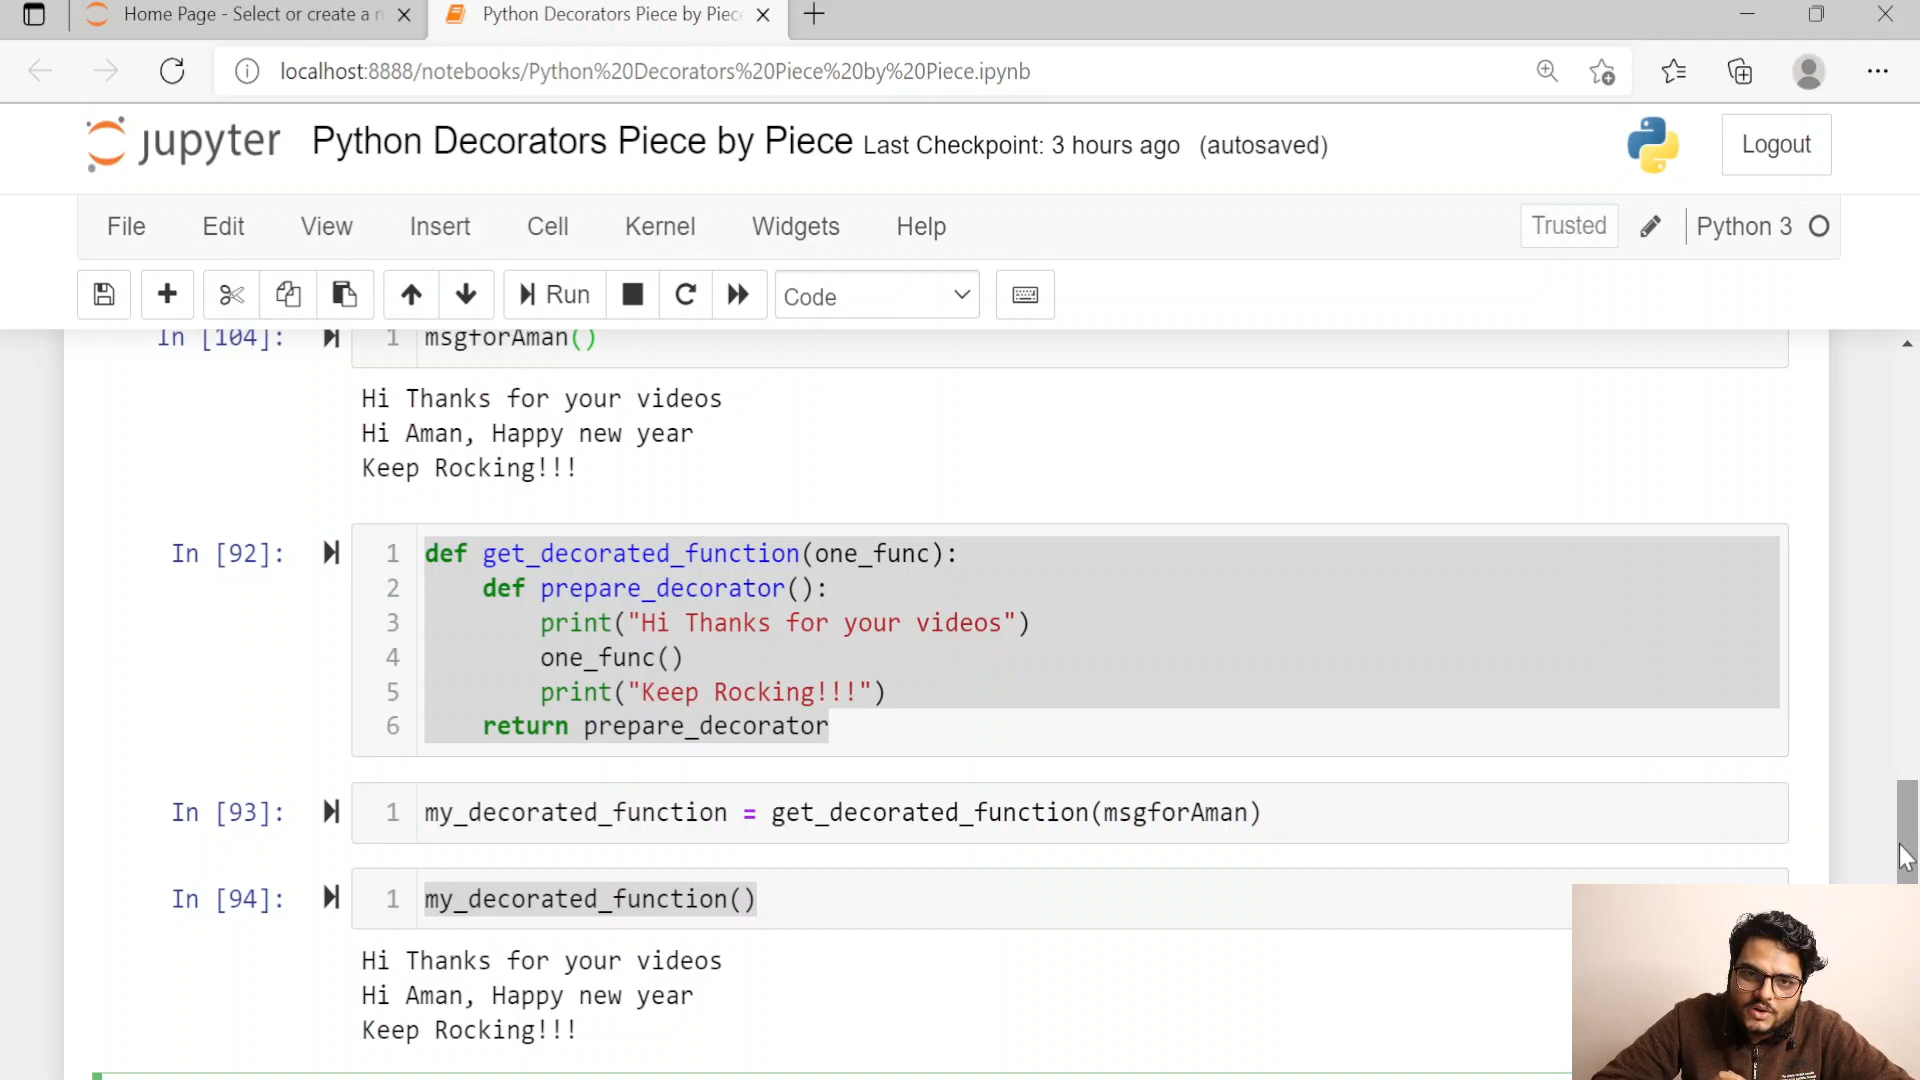 Home Page - Select or create a n
Python Decorators Piece by Piec
localhost:8888/notebooks/Python%20Decorators%20Piece%20by%20Piece.ipynb
jupyter Python Decorators Piece by Piece Last Checkpoint: 3 hours ago (autosaved)
Logout
File Edit View Insert Cell Kernel Widgets Help Trusted Python 3
Run Code
In [104]: 1 msgforAman()
Hi Thanks for your videos
Hi Aman, Happy new year
Keep Rocking!!!
In [92]: 1 def get_decorated_function(one_func):
2 def prepare_decorator():
3 print("Hi Thanks for your videos")
4 one_func()
5 print("Keep Rocking!!!")
6 return prepare_decorator
In [93]: 1 my_decorated_function = get_decorated_function(msgforAman)
In [94]: 1 my_decorated_function()
Hi Thanks for your videos
Hi Aman, Happy new year
Keep Rocking!!!